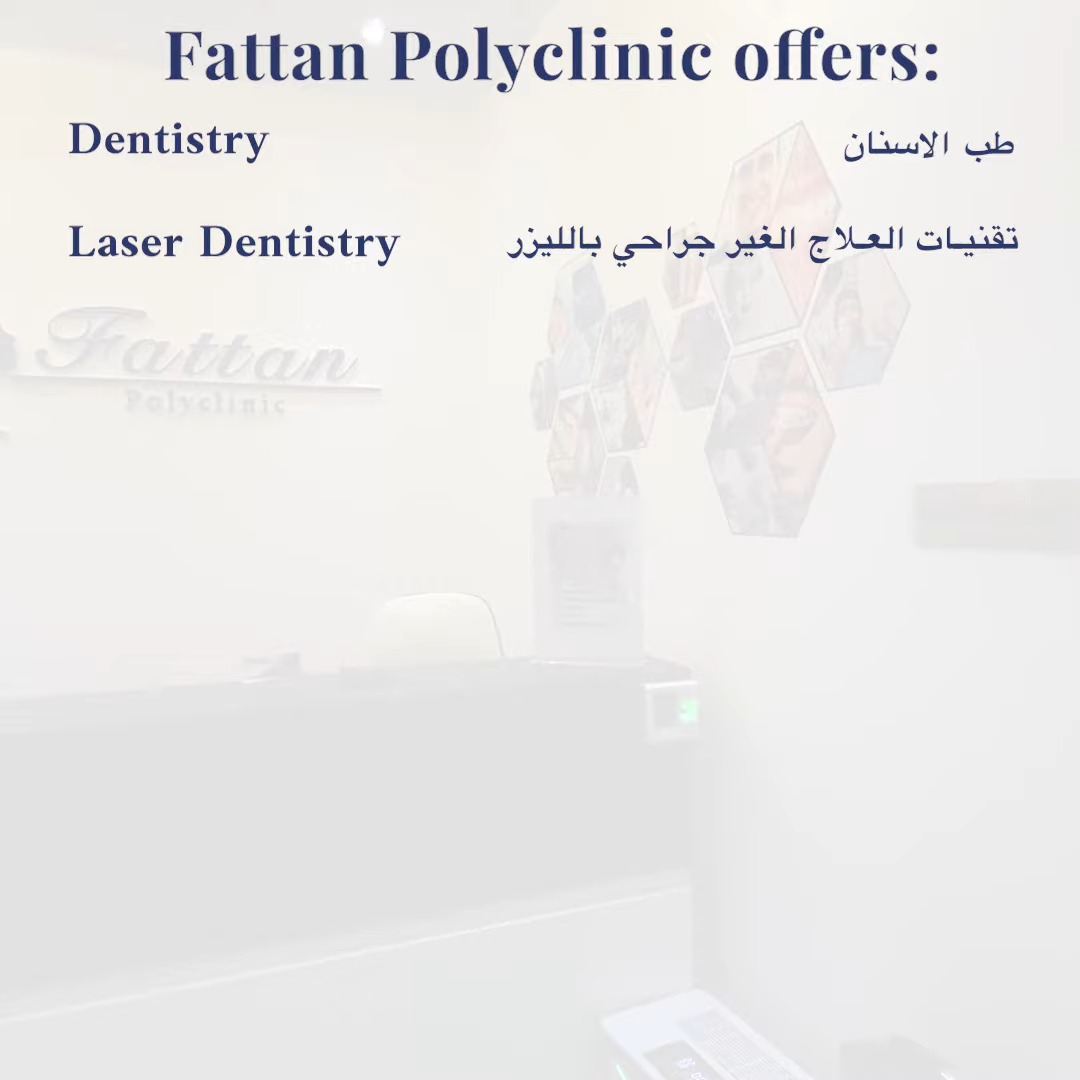 Fattan Polyclinic offers:
Dentistry
طب الاسنان
Laser Dentistry
تقنيات العلاج الغير جراحي بالليزر
Fattan
Polyclinic